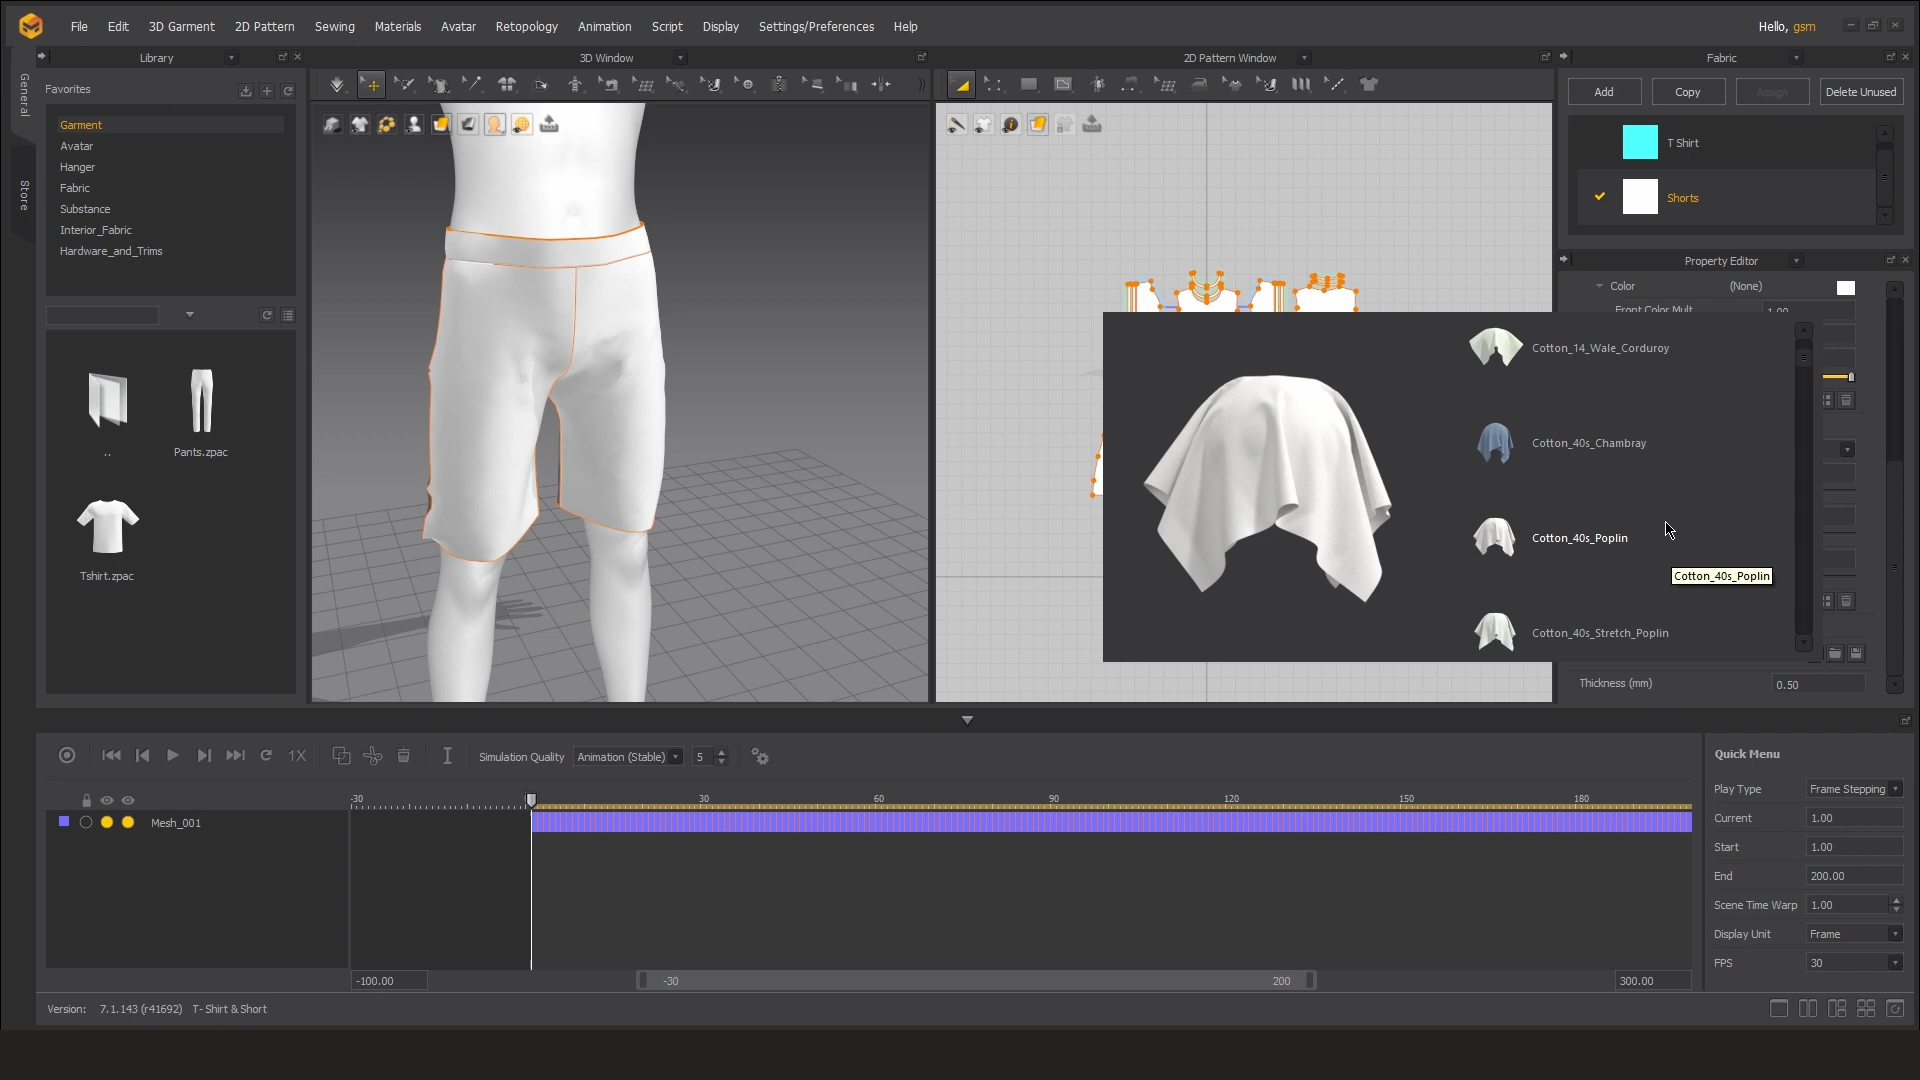 File Edit 3D Garment 2D Pattern Sewing Materials Avatar Retopology Animation Script Display Settings/Preferences Help
Hello, gsm
Library
3D Window
2D Pattern Window
Fabric
General
Store
Favorites
Garment
Avatar
Hanger
Fabric
Substance
Interior_Fabric
Hardware_and_Trims
..
Pants.zpac
Tshirt.zpac
Add Copy Assign Delete Unused
T Shirt
Shorts
Property Editor
Color (None)
Front Color Mult 1.00
Cotton_14_Wale_Corduroy
Cotton_40s_Chambray
Cotton_40s_Poplin
Cotton_40s_Poplin
Cotton_40s_Stretch_Poplin
Thickness (mm) 0.50
1X
Simulation Quality Animation (Stable) 5
-30 30 60 90 120 150 180
Mesh_001
-100.00 -30 200 300.00
Quick Menu
Play Type Frame Stepping
Current 1.00
Start 1.00
End 200.00
Scene Time Warp 1.00
Display Unit Frame
FPS 30
Version: 7.1.143 (r41692) T- Shirt & Short